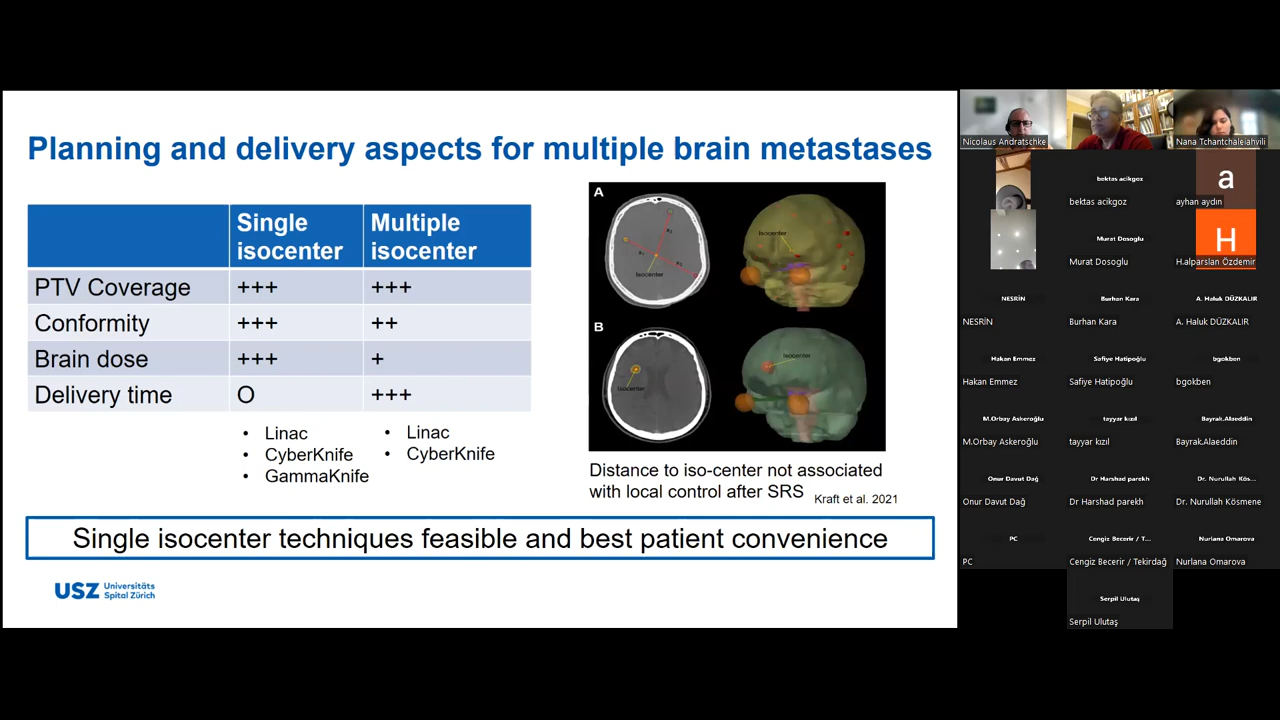 Planning and delivery aspects for multiple brain metastases
Single isocenter
Multiple isocenter
PTV Coverage +++ +++
Conformity +++ ++
Brain dose +++ +
Delivery time O +++
• Linac
• CyberKnife
• GammaKnife
• Linac
• CyberKnife
A
Isocenter
Isocenter
B
Isocenter
Isocenter
Distance to iso-center not associated
with local control after SRS
Kraft et al. 2021
Single isocenter techniques feasible and best patient convenience
USZ Universitäts
Spital Zürich
Nicolaus Andratschke
Nana Tchantchaleiahvili
bektas acikgoz
bektas acikgoz
a
ayhan aydın
Murat Dosoglu
Murat Dosoglu
H
H.alparslan Özdemir
NESRİN
NESRİN
Burhan Kara
Burhan Kara
A. Haluk DÜZKALIR
A. Haluk DÜZKALIR
Hakan Emmez
Hakan Emmez
Safiye Hatipoğlu
Safiye Hatipoğlu
bgokben
bgokben
M.Orbay Askeroğlu
M.Orbay Askeroğlu
tayyar kızıl
tayyar kızıl
Bayrak.Alaeddin
Bayrak.Alaeddin
Onur Davut Dağ
Onur Davut Dağ
Dr Harshad parekh
Dr Harshad parekh
Dr. Nurullah Kös...
Dr. Nurullah Kösmene
PC
PC
Cengiz Becerir / T...
Cengiz Becerir / Tekirdağ
Nurlana Omarova
Nurlana Omarova
Serpil Ulutaş
Serpil Ulutaş